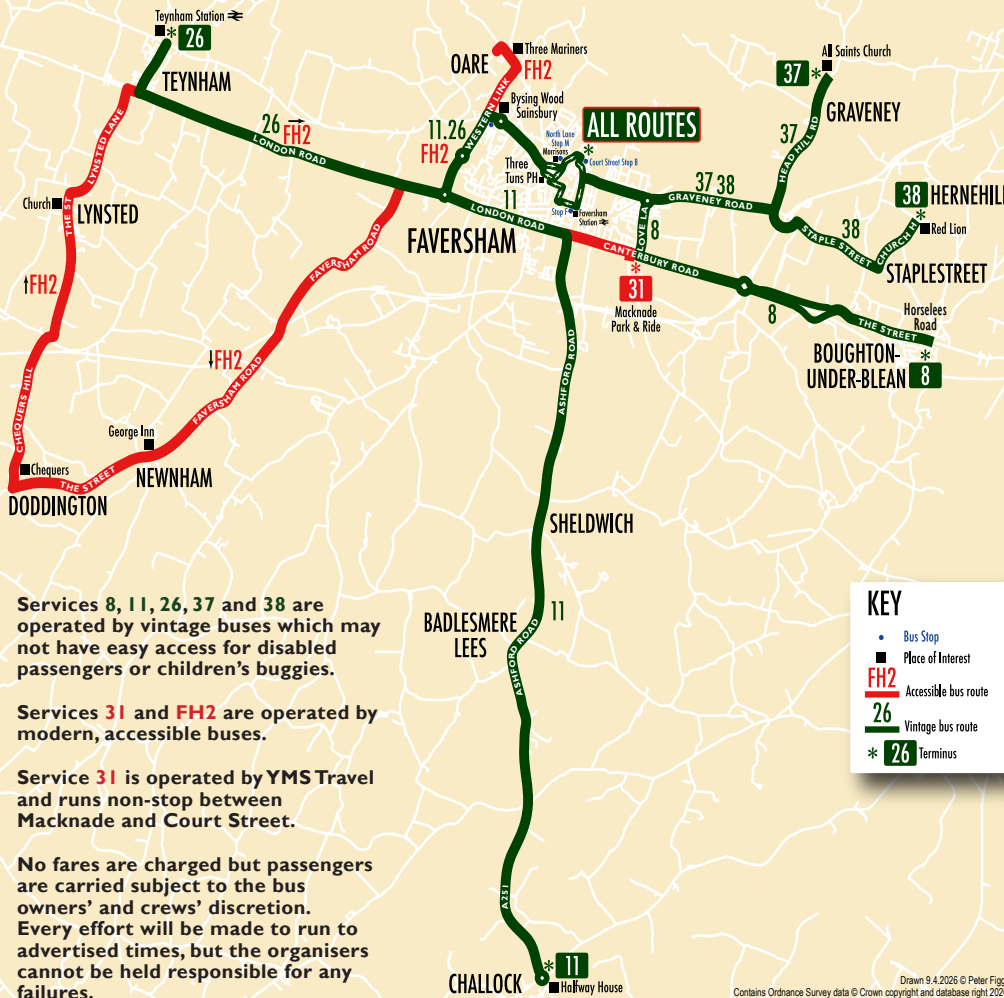 Teynham Station
* 26
TEYNHAM
26 FH2
LONDON ROAD
LYNSTED LANE
Church
THE ST
LYNSTED
↑FH2
CHEQUERS HILL
Chequers
DODDINGTON
THE STREET
George Inn
NEWNHAM
↓FH2
FAVERSHAM ROAD
FAVERSHAM ROAD
OARE
Three Mariners
FH2
WESTERN LINK
Bysing Wood
Sainsbury
11.26
FH2
North Lane
Stop M
Morrisons
ALL ROUTES
*
Court Street Stop B
Three
Tuns PH
Stop F
Faversham
Station
11
LONDON ROAD
FAVERSHAM
CANTERBURY ROAD
* 31
Macknade
Park & Ride
8
37 38
GRAVENEY ROAD
All Saints Church
37 *
GRAVENEY
37
HEAD HILL RD
38
STAPLE STREET
38 HERNEHILL
*
Red Lion
STAPLESTREET
8
THE STREET
Horselees
Road
BOUGHTON-
UNDER-BLEAN
* 8
ASHFORD ROAD
SHELDWICH
11
BADLESMERE
LEES
ASHFORD ROAD
A251
* 11
CHALLOCK
Halfway House
Services 8, 11, 26, 37 and 38 are
operated by vintage buses which may
not have easy access for disabled
passengers or children's buggies.
Services 31 and FH2 are operated by
modern, accessible buses.
Service 31 is operated by YMS Travel
and runs non-stop between
Macknade and Court Street.
No fares are charged but passengers
are carried subject to the bus
owners' and crews' discretion.
Every effort will be made to run to
advertised times, but the organisers
cannot be held responsible for any
failures.
KEY
Bus Stop
Place of Interest
FH2 Accessible bus route
26 Vintage bus route
* 26 Terminus
Drawn 9.4.2026 © Peter
Contains Ordnance Survey data © Crown copyright and database right